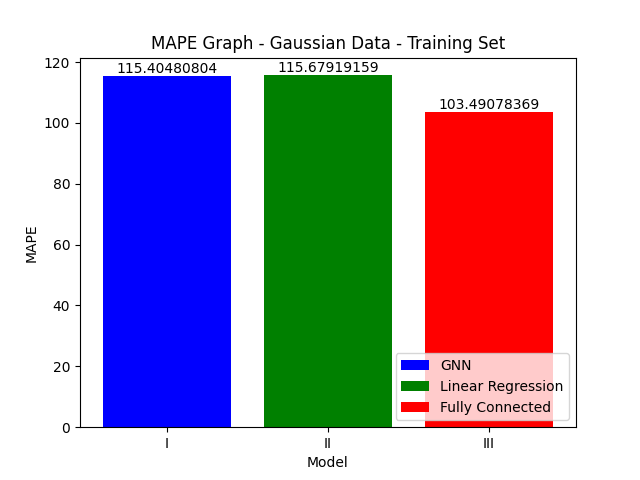 MAPE Graph - Gaussian Data - Training Set
115.40480804
115.67919159
103.49078369
120
100
80
60
40
20
0
MAPE
GNN
Linear Regression
Fully Connected
I
II
III
Model